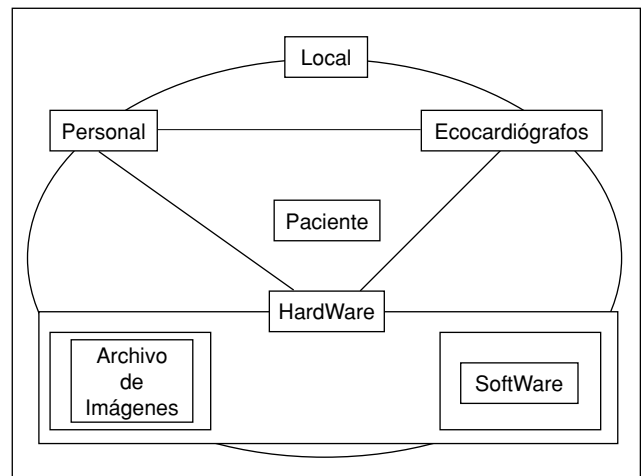 Local
Personal
Ecocardiógrafos
Paciente
HardWare
Archivo
de
Imágenes
SoftWare